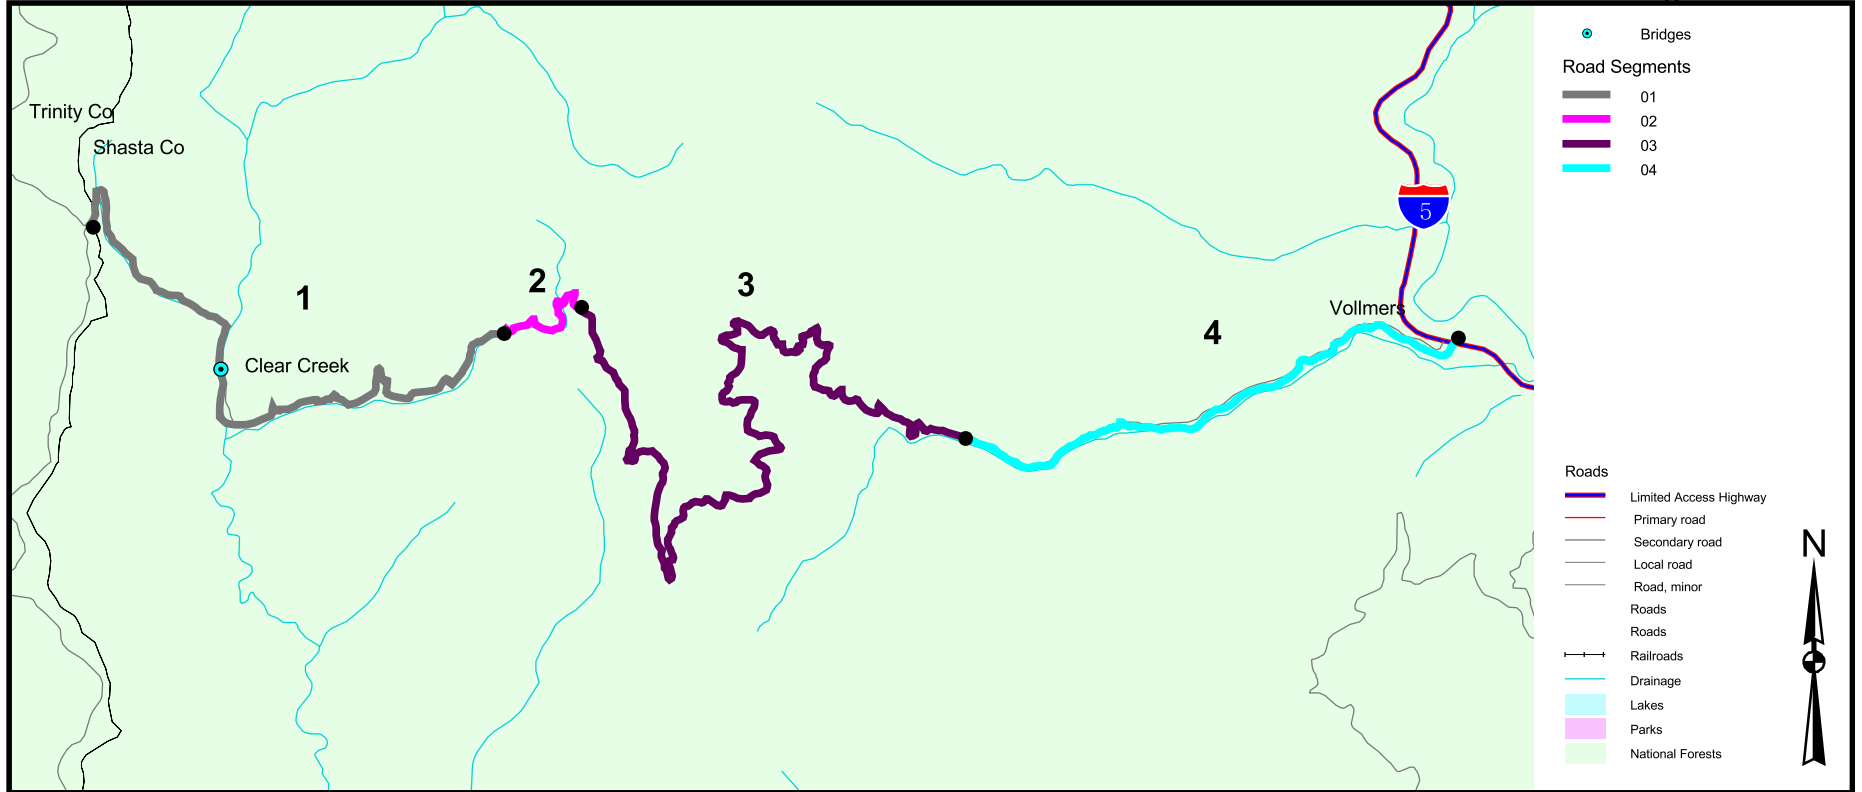 Trinity Co
Shasta Co
1
2
3
4
Clear Creek
Vollmers
5
Bridges
Road Segments
01
02
03
04
Roads
Limited Access Highway
Primary road
Secondary road
Local road
Road, minor
Roads
Roads
Railroads
Drainage
Lakes
Parks
National Forests
N